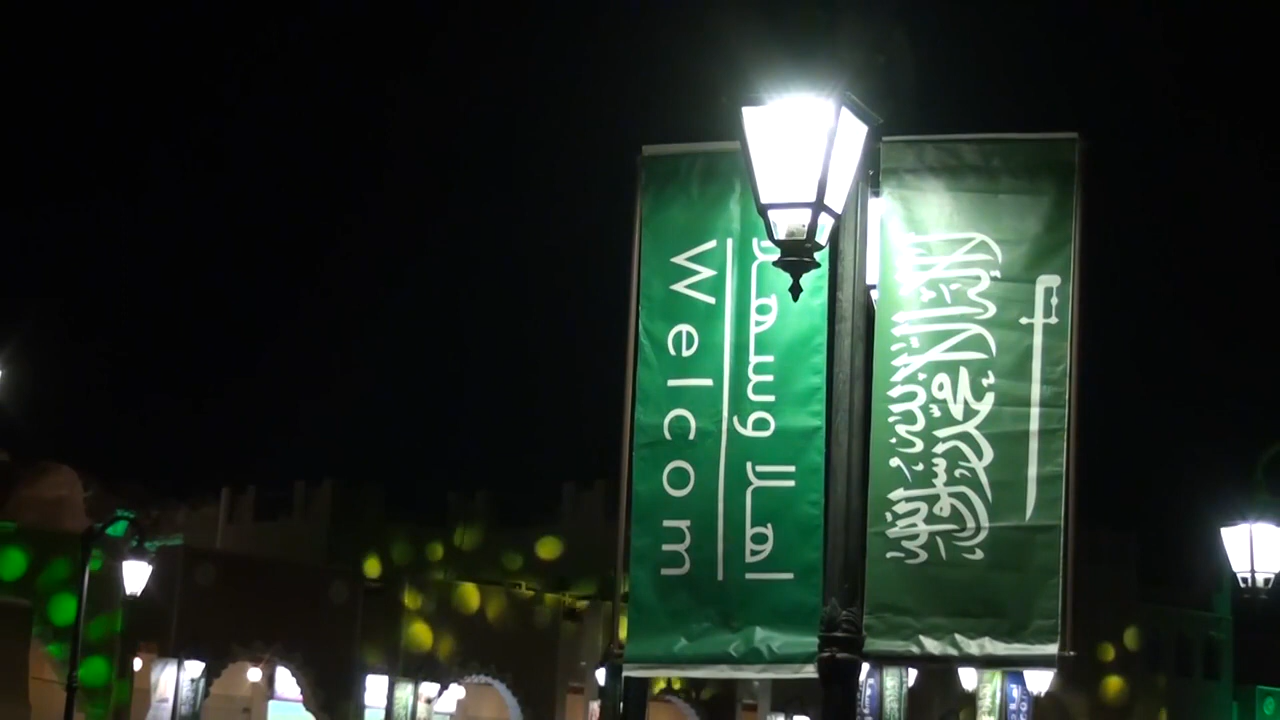 اهلا وسهلا
Welcom
لا إله إلا الله محمد رسول الله